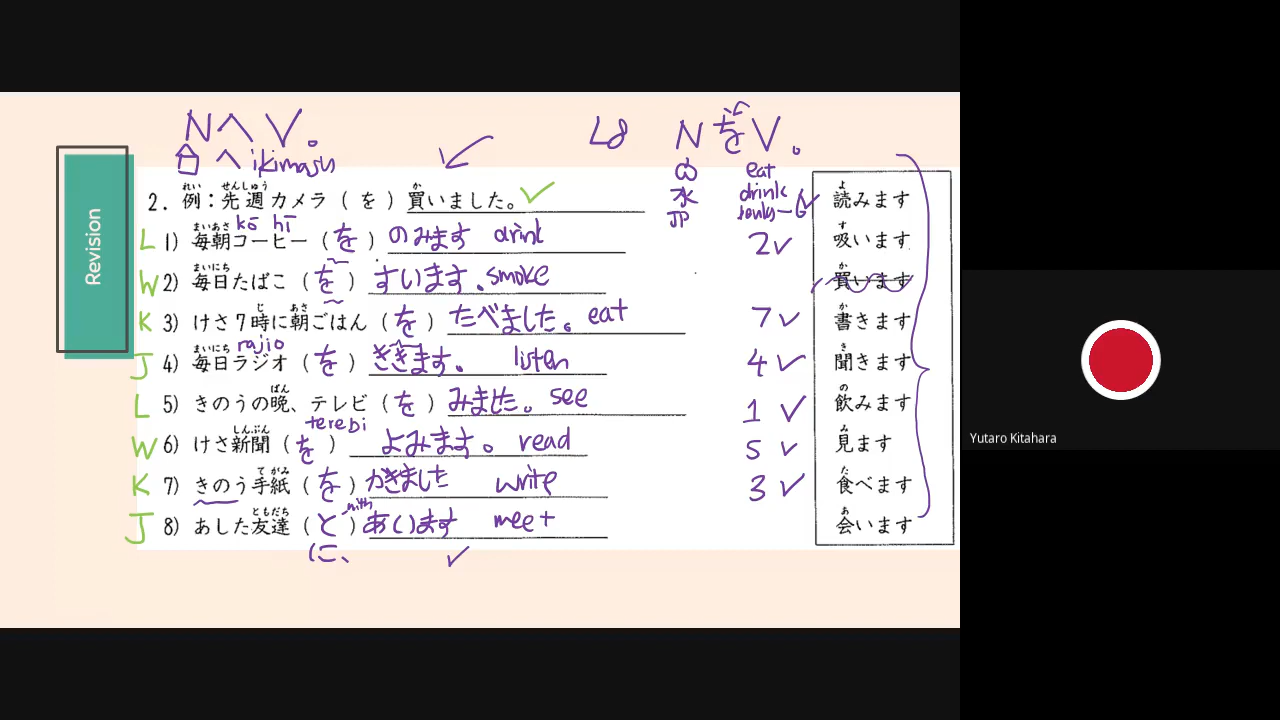 NへV。 L8 NをV。
へ ikimasu eat
水 drink
JP
Revision
れい せんしゅう か よ
2. 例：先週カメラ（を）買いました。 読みます
まいあさ kō hī す
L 1) 毎朝コーヒー（を）のみます drink 2✓ 吸います
まいにち か
W 2) 毎日たばこ（を）すいます. smoke 買います
じ あさ か
K 3) けさ7時に朝ごはん（を）たべました。 eat 7✓ 書きます
まいにち rajio き
J 4) 毎日ラジオ（を）ききます. listen 4✓ 聞きます
ばん の
L 5) きのうの晩、テレビ（を）みました. see 1✓ 飲みます
しんぶん terebi み
W 6) けさ新聞（を）よみます。 read 5✓ 見ます
てがみ た
K 7) きのう手紙（を）かきました write 3✓ 食べます
ともだち with あ
J 8) あした友達（と）あいます meet 会います
に、 ✓
Yutaro Kitahara